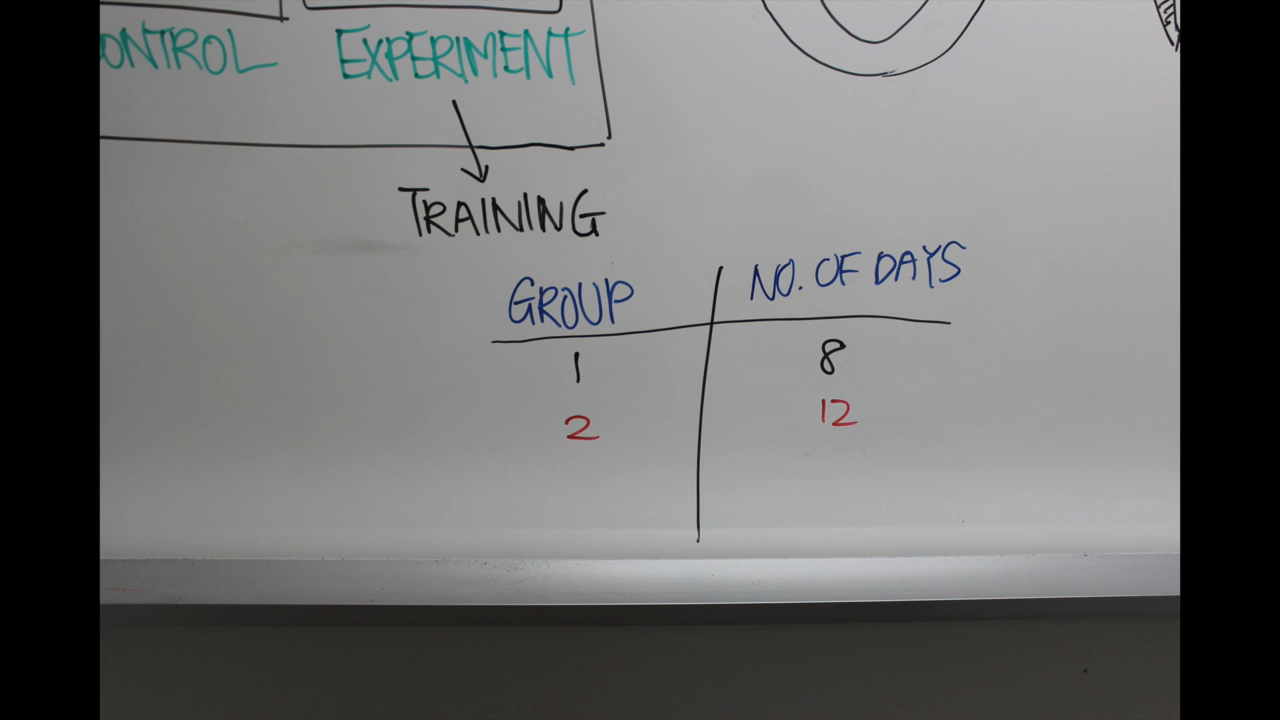 ONTROL EXPERIMENT
TRAINING
GROUP NO. OF DAYS
1 8
2 12